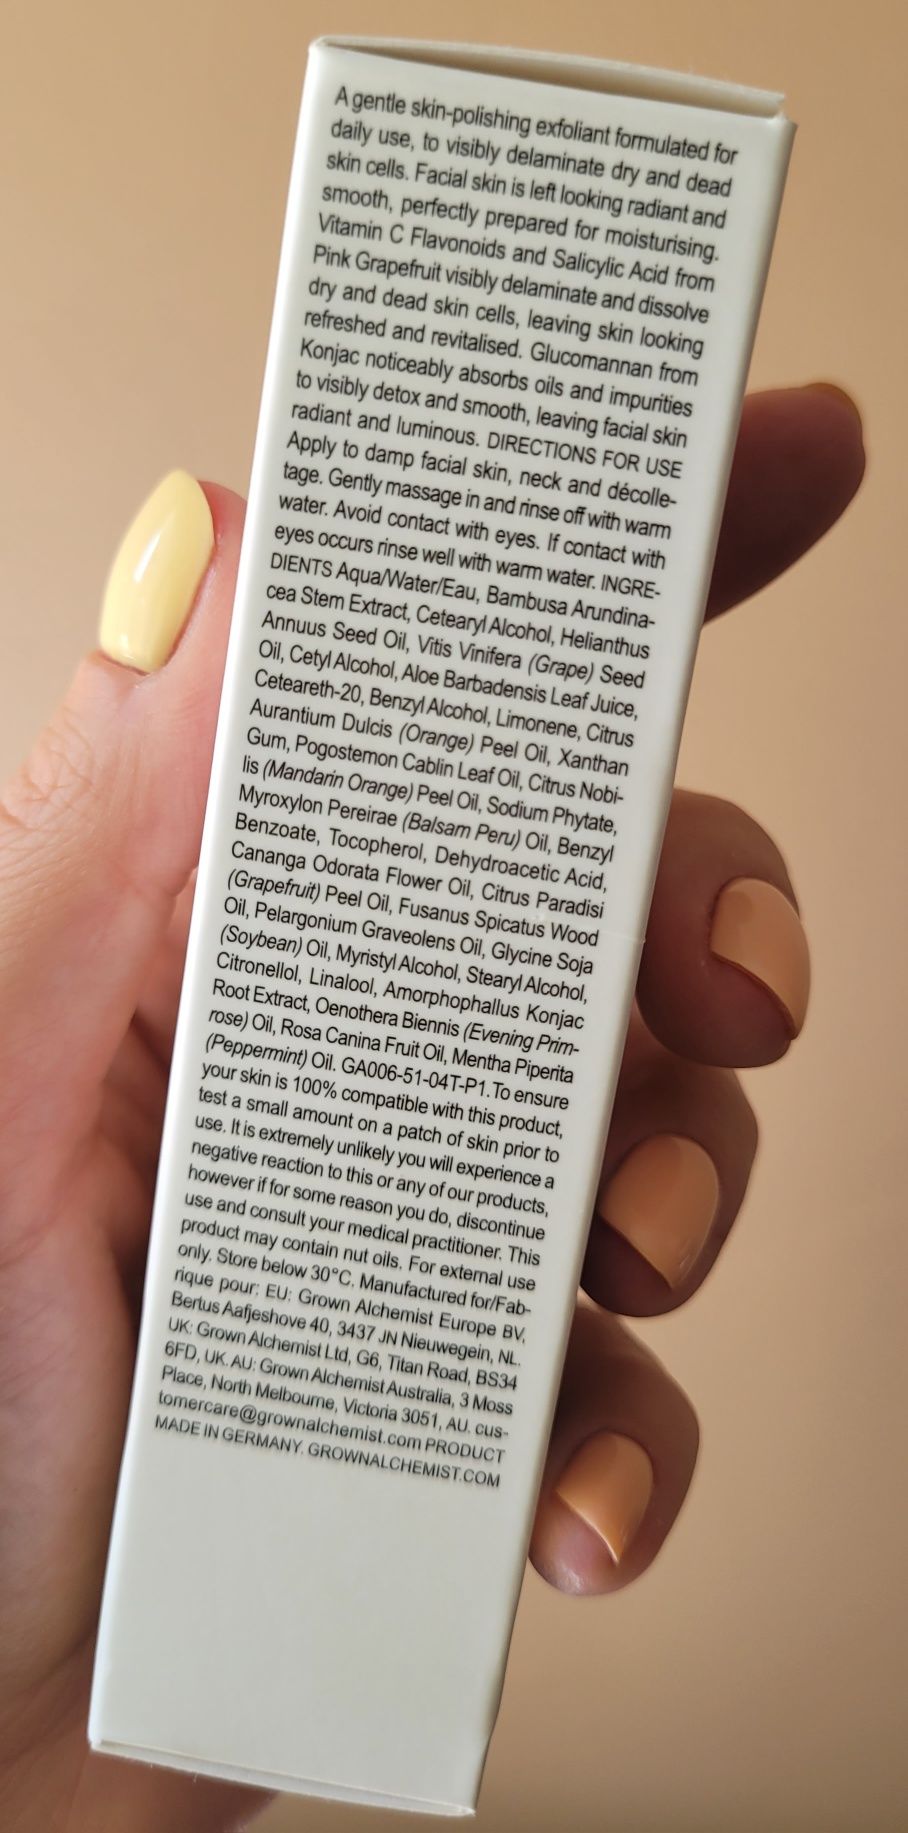 A gentle skin-polishing exfoliant formulated for
daily use, to visibly delaminate dry and dead
skin cells. Facial skin is left looking radiant and
smooth, perfectly prepared for moisturising.
Vitamin C Flavonoids and Salicylic Acid from
Pink Grapefruit visibly delaminate and dissolve
dry and dead skin cells, leaving skin looking
refreshed and revitalised. Glucomannan from
Konjac noticeably absorbs oils and impurities
to visibly detox and smooth, leaving facial skin
radiant and luminous. DIRECTIONS FOR USE
Apply to damp facial skin, neck and décolle-
tage. Gently massage in and rinse off with warm
water. Avoid contact with eyes. If contact with
eyes occurs rinse well with warm water. INGRE-
DIENTS Aqua/Water/Eau, Bambusa Arundina-
cea Stem Extract, Cetearyl Alcohol, Helianthus
Annuus Seed Oil, Vitis Vinifera (Grape) Seed
Oil, Cetyl Alcohol, Aloe Barbadensis Leaf Juice,
Ceteareth-20, Benzyl Alcohol, Limonene, Citrus
Aurantium Dulcis (Orange) Peel Oil, Xanthan
Gum, Pogostemon Cablin Leaf Oil, Citrus Nobi-
lis (Mandarin Orange) Peel Oil, Sodium Phytate,
Myroxylon Pereirae (Balsam Peru) Oil, Benzyl
Benzoate, Tocopherol, Dehydroacetic Acid,
Cananga Odorata Flower Oil, Citrus Paradisi
(Grapefruit) Peel Oil, Fusanus Spicatus Wood
Oil, Pelargonium Graveolens Oil, Glycine Soja
(Soybean) Oil, Myristyl Alcohol, Stearyl Alcohol,
Citronellol, Linalool, Amorphophallus Konjac
Root Extract, Oenothera Biennis (Evening Prim-
rose) Oil, Rosa Canina Fruit Oil, Mentha Piperita
(Peppermint) Oil. GA006-51-04T-P1.To ensure
your skin is 100% compatible with this product,
test a small amount on a patch of skin prior to
use. It is extremely unlikely you will experience a
negative reaction to this or any of our products,
however if for some reason you do, discontinue
use and consult your medical practitioner. This
product may contain nut oils. For external use
only. Store below 30°C. Manufactured for/Fab-
rique pour: EU: Grown Alchemist Europe BV,
Bertus Aafjeshove 40, 3437 JN Nieuwegein, NL.
UK: Grown Alchemist Ltd, G6, Titan Road, BS34
6FD, UK. AU: Grown Alchemist Australia, 3 Moss
Place, North Melbourne, Victoria 3051, AU. cus-
tomercare@grownalchemist.com PRODUCT
MADE IN GERMANY. GROWNALCHEMIST.COM